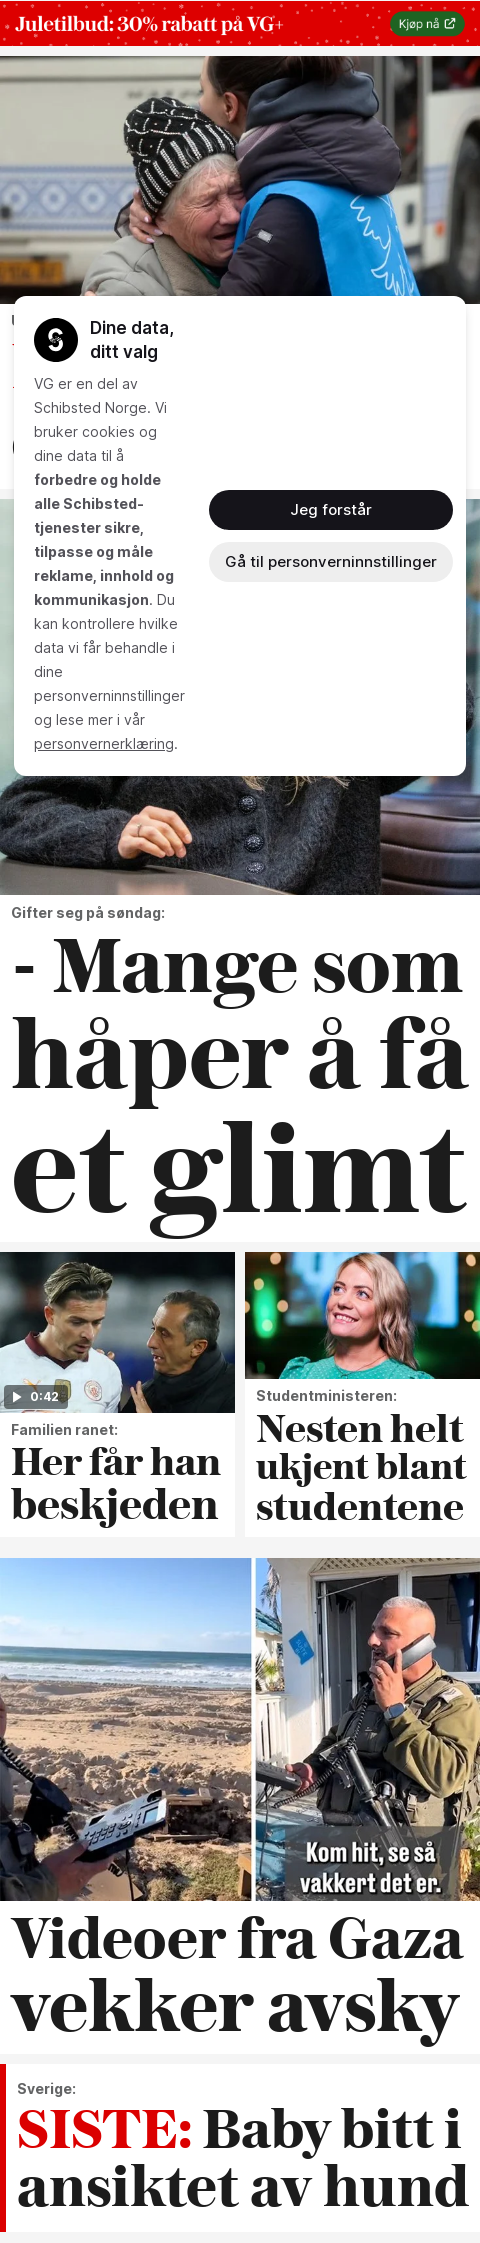 Juletilbud: 30% rabatt på VG+
Kjøp nå
Dine data,
ditt valg
VG er en del av
Schibsted Norge. Vi
bruker cookies og
dine data til å
forbedre og holde
alle Schibsted-
tjenester sikre,
tilpasse og måle
reklame, innhold og
kommunikasjon. Du
kan kontrollere hvilke
data vi får behandle i
dine
personverninnstillinger
og lese mer i vår
personvernerklæring.
Jeg forstår
Gå til personverninnstillinger
Gifter seg på søndag:
- Mange som
håper å få
et glimt
0:42
Familien ranet:
Her får han
beskjeden
Studentministeren:
Nesten helt
ukjent blant
studentene
Kom hit, se så
vakkert det er.
Videoer fra Gaza
vekker avsky
Sverige:
SISTE: Baby bitt i
ansiktet av hund